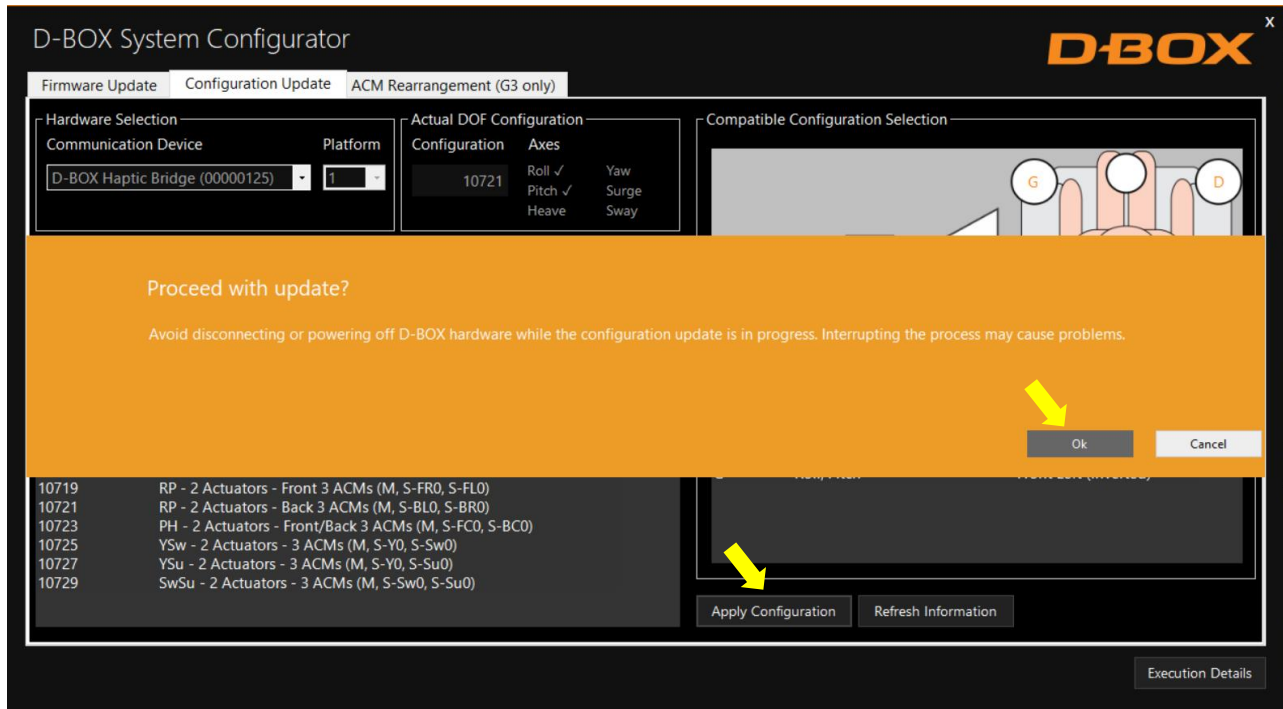 X
D-BOX System Configurator
D-BOX
Firmware Update
Configuration Update
ACM Rearrangement (G3 only)
Hardware Selection
Communication Device
Platform
D-BOX Haptic Bridge (00000125)
1
Actual DOF Configuration
Configuration
Axes
10721
Roll ✓
Yaw
Pitch ✓
Surge
Heave
Sway
Compatible Configuration Selection
G
D
Proceed with update?
Avoid disconnecting or powering off D-BOX hardware while the configuration update is in progress. Interrupting the process may cause problems.
Ok
Cancel
10719 RP - 2 Actuators - Front 3 ACMs (M, S-FR0, S-FL0)
10721 RP - 2 Actuators - Back 3 ACMs (M, S-BL0, S-BR0)
10723 PH - 2 Actuators - Front/Back 3 ACMs (M, S-FC0, S-BC0)
10725 YSw - 2 Actuators - 3 ACMs (M, S-Y0, S-Sw0)
10727 YSu - 2 Actuators - 3 ACMs (M, S-Y0, S-Su0)
10729 SwSu - 2 Actuators - 3 ACMs (M, S-Sw0, S-Su0)
Apply Configuration
Refresh Information
Execution Details